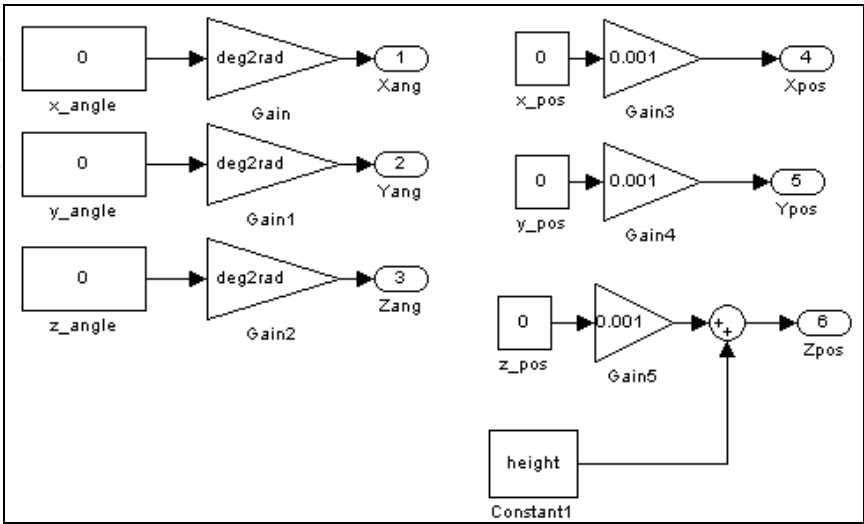 0
deg2rad
1
x_angle
Gain
Xang
0
deg2rad
2
y_angle
Gain1
Yang
0
deg2rad
3
z_angle
Gain2
Zang
0
0.001
4
x_pos
Gain3
Xpos
0
0.001
5
y_pos
Gain4
Ypos
0
0.001
++
6
z_pos
Gain5
Zpos
height
Constant1